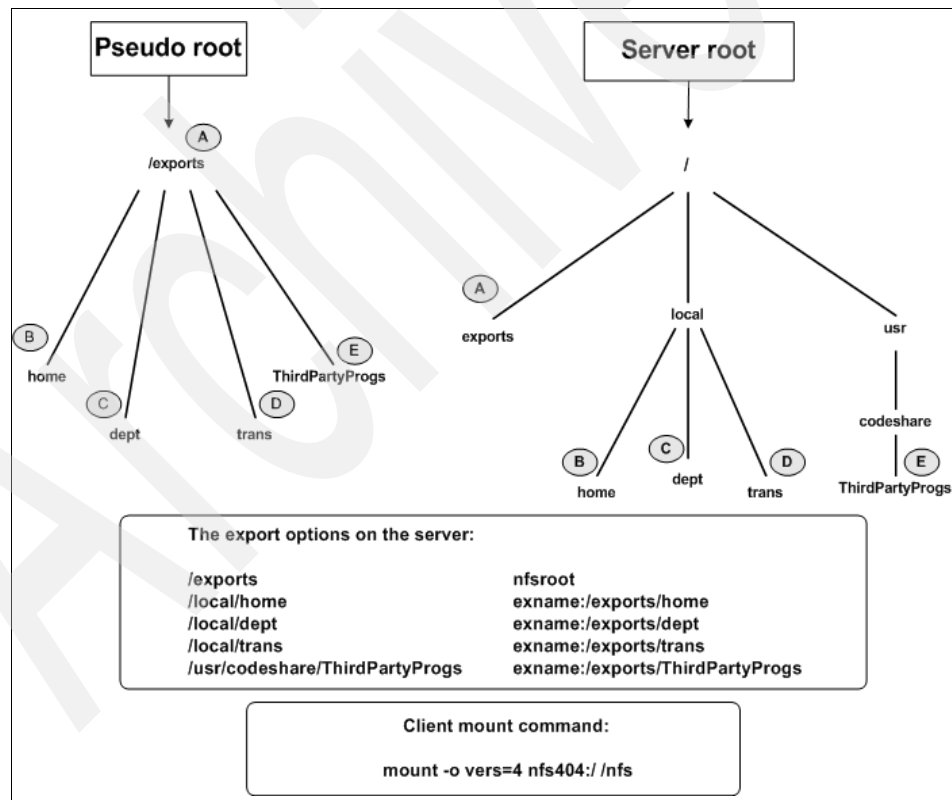 Pseudo root
Server root
A
/exports
/
A
exports
local
usr
B
home
E
ThirdPartyProgs
C
dept
D
trans
codeshare
B
home
C
dept
D
trans
E
ThirdPartyProgs
The export options on the server:
/exports nfsroot
/local/home exname:/exports/home
/local/dept exname:/exports/dept
/local/trans exname:/exports/trans
/usr/codeshare/ThirdPartyProgs exname:/exports/ThirdPartyProgs
Client mount command:
mount -o vers=4 nfs404:/ /nfs